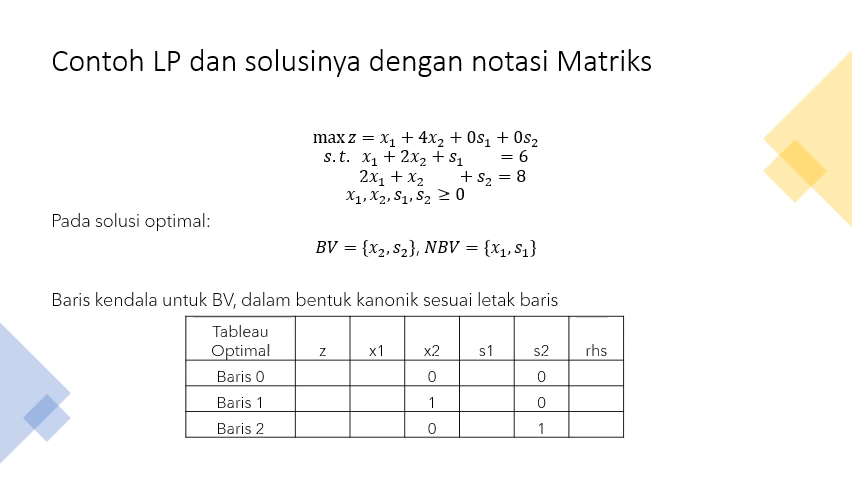 Contoh LP dan solusinya dengan notasi Matriks
max z = x₁ + 4x₂ + 0s₁ + 0s₂
s.t. x₁ + 2x₂ + s₁ = 6
2x₁ + x₂ + s₂ = 8
x₁, x₂, s₁, s₂ ≥ 0
Pada solusi optimal:
BV = {x₂, s₂}, NBV = {x₁, s₁}
Baris kendala untuk BV, dalam bentuk kanonik sesuai letak baris
Tableau
Optimal z x1 x2 s1 s2 rhs
Baris 0 0 0
Baris 1 1 0
Baris 2 0 1